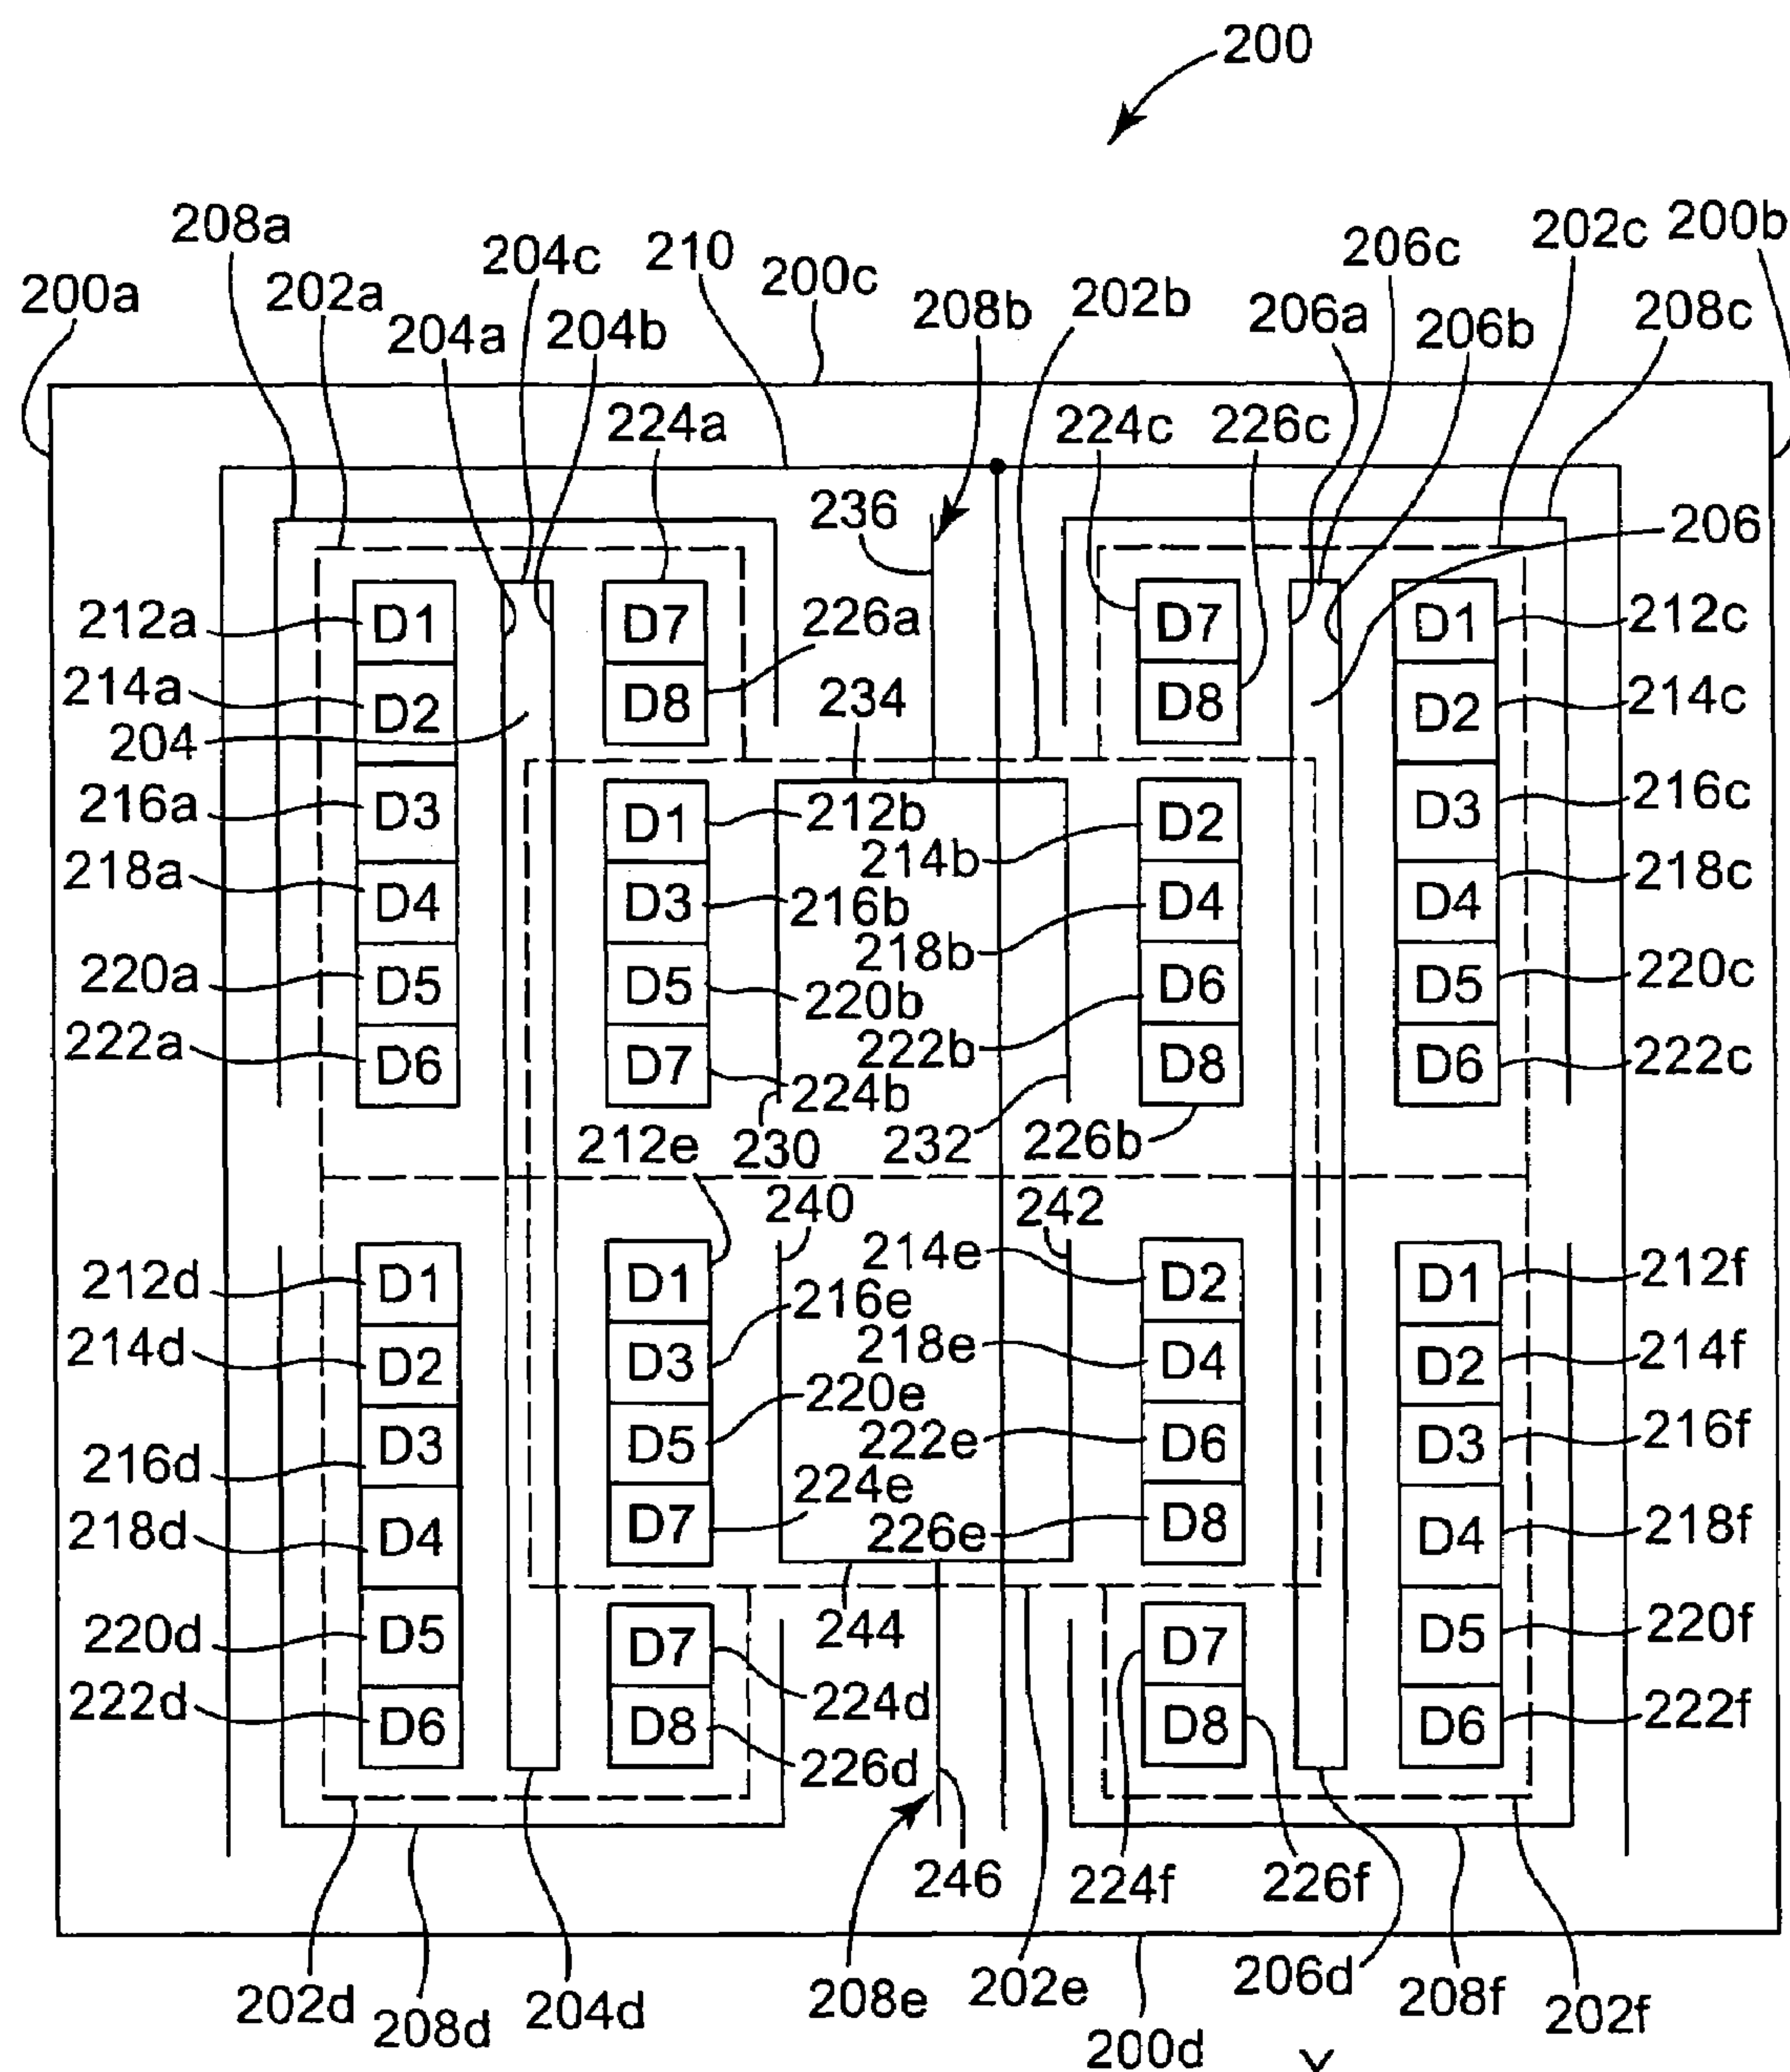 200
208a 204c 210 206c 202c 200b
200a 202a 200c 208b 202b 206a 208c
204a 204b 206b
224a 224c 226c
236 206
212a D1 D7 226a D7 D1 212c
214a D2 D8 234 D8 D2 214c
204
216a D3 D1 212b D2 D3 216c
214b
218a D4 D3 216b D4 D4 218c
218b
220a D5 D5 220b D6 D5 220c
222a D6 D7 224b 222b D8 D6 222c
212e 230 232 226b
240 242
212d D1 D1 214e D2 D1 212f
216e
214d D2 D3 218e D4 D2 214f
220e
216d D3 D5 222e D6 D3 216f
224e
218d D4 D7 226e D8 D4 218f
220d D5 D7 244 D7 D5 220f
224d
222d D6 D8 D8 D6 222f
226d
246 224f 226f
202d 208d 204d 208e 202e 206d 208f 202f
200d